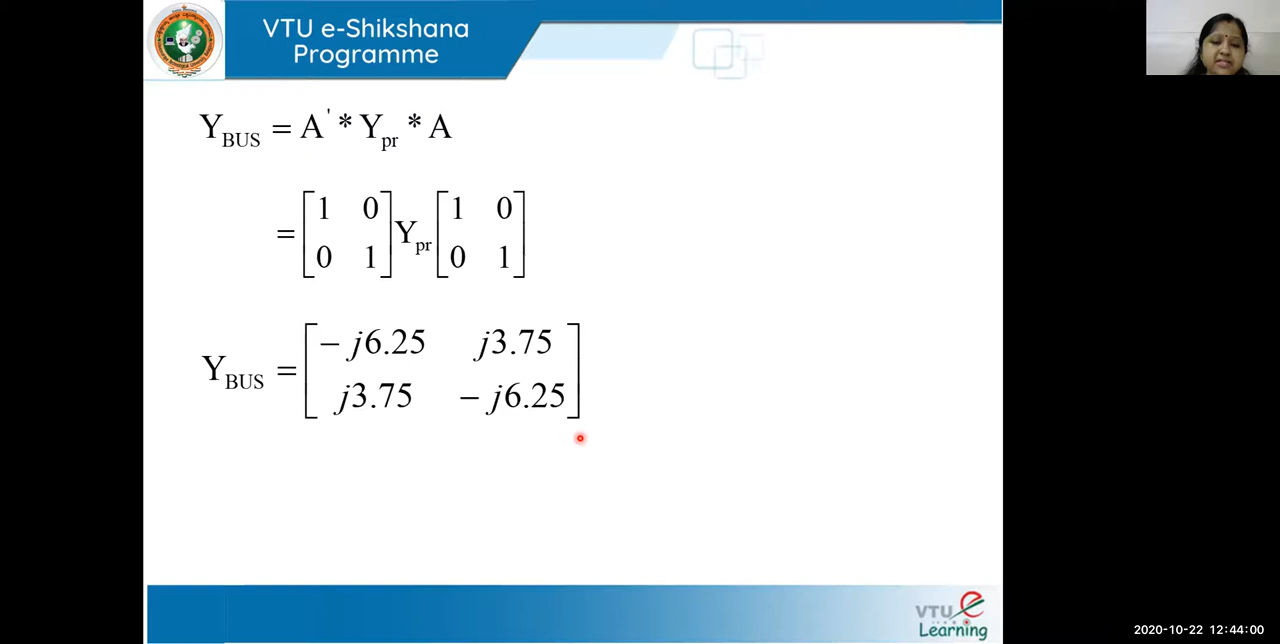 VTU e-Shikshana
Programme
Y_BUS = A' * Y_pr * A
= [1 0; 0 1] Y_pr [1 0; 0 1]
Y_BUS = [-j6.25 j3.75; j3.75 -j6.25]
VTU e
Learning
2020-10-22 12:44:00